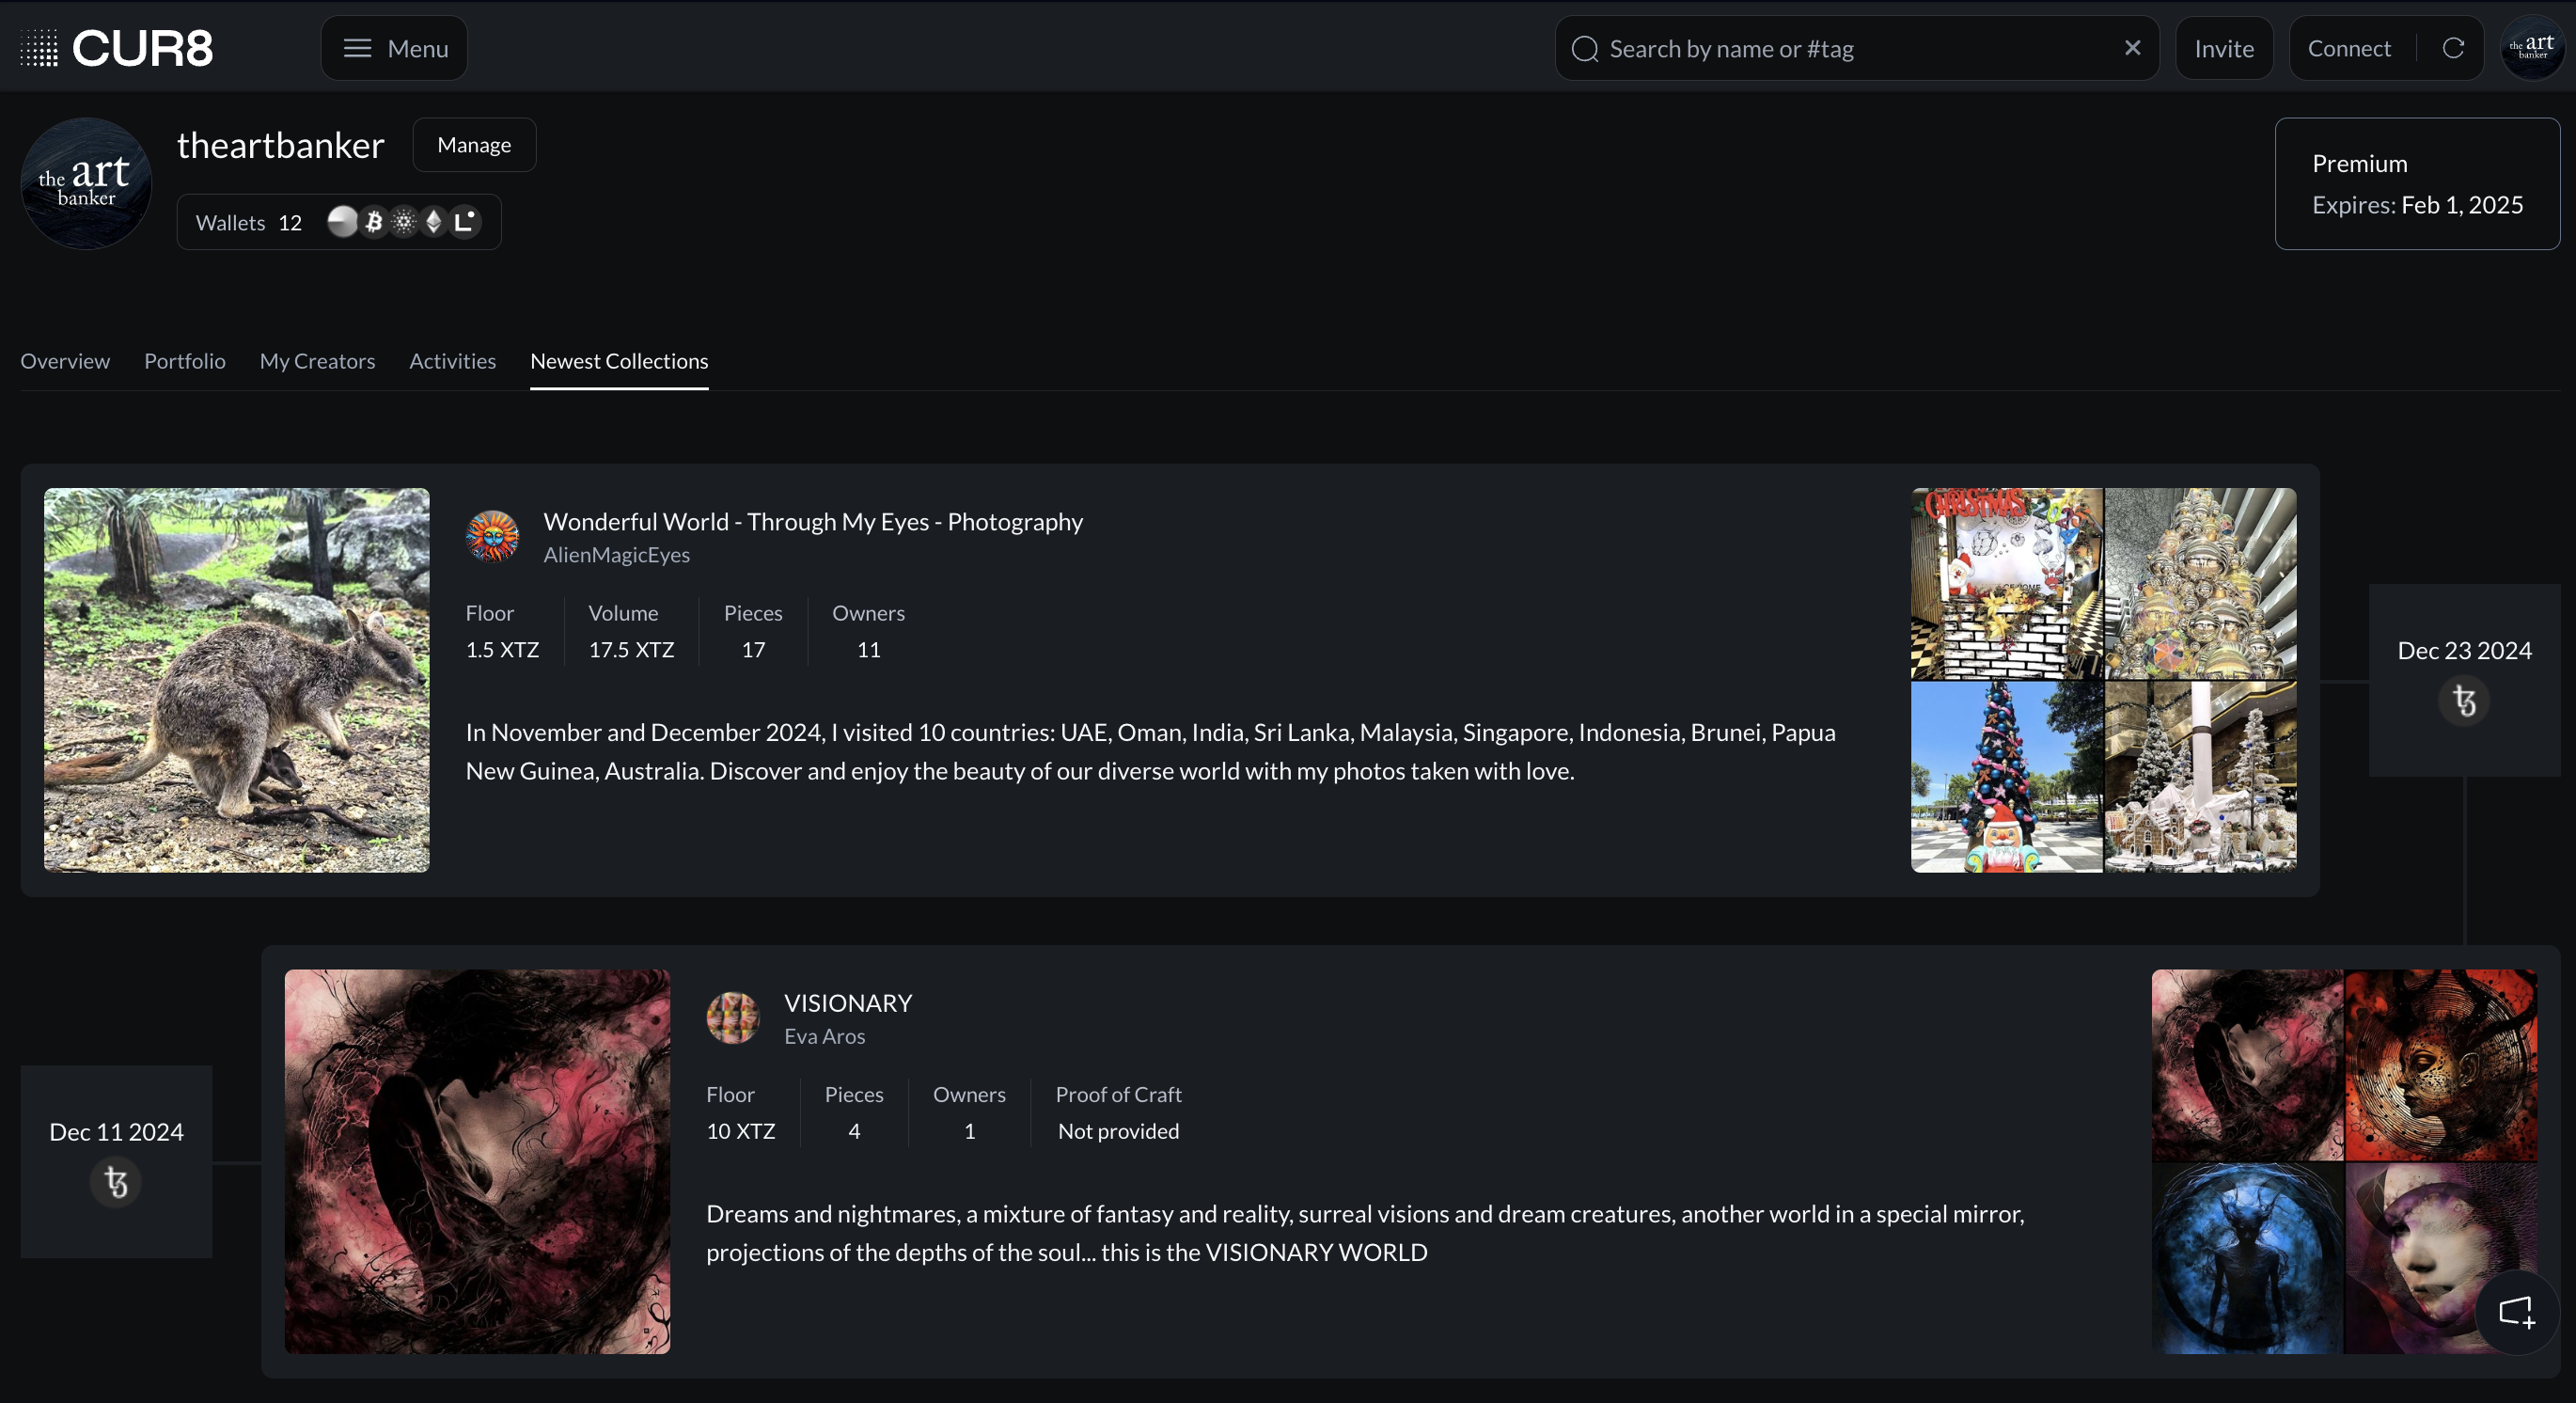 CUR8
Menu
Search by name or #tag
Invite
Connect
the art
banker
the art
banker
theartbanker
Manage
Wallets 12
Premium
Expires: Feb 1, 2025
Overview
Portfolio
My Creators
Activities
Newest Collections
Wonderful World - Through My Eyes - Photography
AlienMagicEyes
Floor
Volume
Pieces
Owners
1.5 XTZ
17.5 XTZ
17
11
In November and December 2024, I visited 10 countries: UAE, Oman, India, Sri Lanka, Malaysia, Singapore, Indonesia, Brunei, Papua
New Guinea, Australia. Discover and enjoy the beauty of our diverse world with my photos taken with love.
CHRISTMAS
Dec 23 2024
Dec 11 2024
VISIONARY
Eva Aros
Floor
Pieces
Owners
Proof of Craft
10 XTZ
4
1
Not provided
Dreams and nightmares, a mixture of fantasy and reality, surreal visions and dream creatures, another world in a special mirror,
projections of the depths of the soul... this is the VISIONARY WORLD